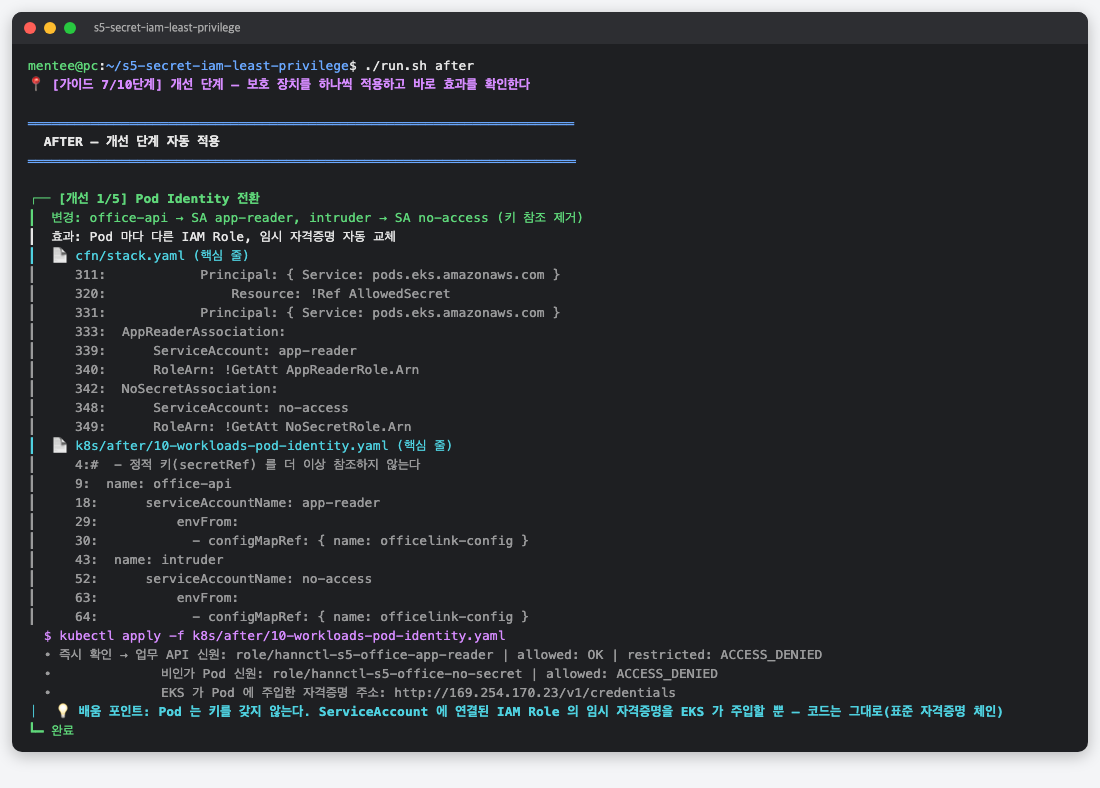 s5-secret-iam-least-privilege
mentee@pc:~/s5-secret-iam-least-privilege$ ./run.sh after
📍 [가이드 7/10단계] 개선 단계 — 보호 장치를 하나씩 적용하고 바로 효과를 확인한다
AFTER — 개선 단계 자동 적용
┌── [개선 1/5] Pod Identity 전환
변경: office-api → SA app-reader, intruder → SA no-access (키 참조 제거)
효과: Pod 마다 다른 IAM Role, 임시 자격증명 자동 교체
📄 cfn/stack.yaml (핵심 줄)
311:            Principal: { Service: pods.eks.amazonaws.com }
320:                Resource: !Ref AllowedSecret
331:            Principal: { Service: pods.eks.amazonaws.com }
333:  AppReaderAssociation:
339:      ServiceAccount: app-reader
340:      RoleArn: !GetAtt AppReaderRole.Arn
342:  NoSecretAssociation:
348:      ServiceAccount: no-access
349:      RoleArn: !GetAtt NoSecretRole.Arn
📄 k8s/after/10-workloads-pod-identity.yaml (핵심 줄)
4:#  - 정적 키(secretRef) 를 더 이상 참조하지 않는다
9:  name: office-api
18:      serviceAccountName: app-reader
29:          envFrom:
30:            - configMapRef: { name: officelink-config }
43:  name: intruder
52:      serviceAccountName: no-access
63:          envFrom:
64:            - configMapRef: { name: officelink-config }
$ kubectl apply -f k8s/after/10-workloads-pod-identity.yaml
• 즉시 확인 → 업무 API 신원: role/hannctl-s5-office-app-reader | allowed: OK | restricted: ACCESS_DENIED
•              비인가 Pod 신원: role/hannctl-s5-office-no-secret | allowed: ACCESS_DENIED
•              EKS 가 Pod 에 주입한 자격증명 주소: http://169.254.170.23/v1/credentials
│  💡 배움 포인트: Pod 는 키를 갖지 않는다. ServiceAccount 에 연결된 IAM Role 의 임시 자격증명을 EKS 가 주입할 뿐 — 코드는 그대로(표준 자격증명 체인)
┗━ 완료